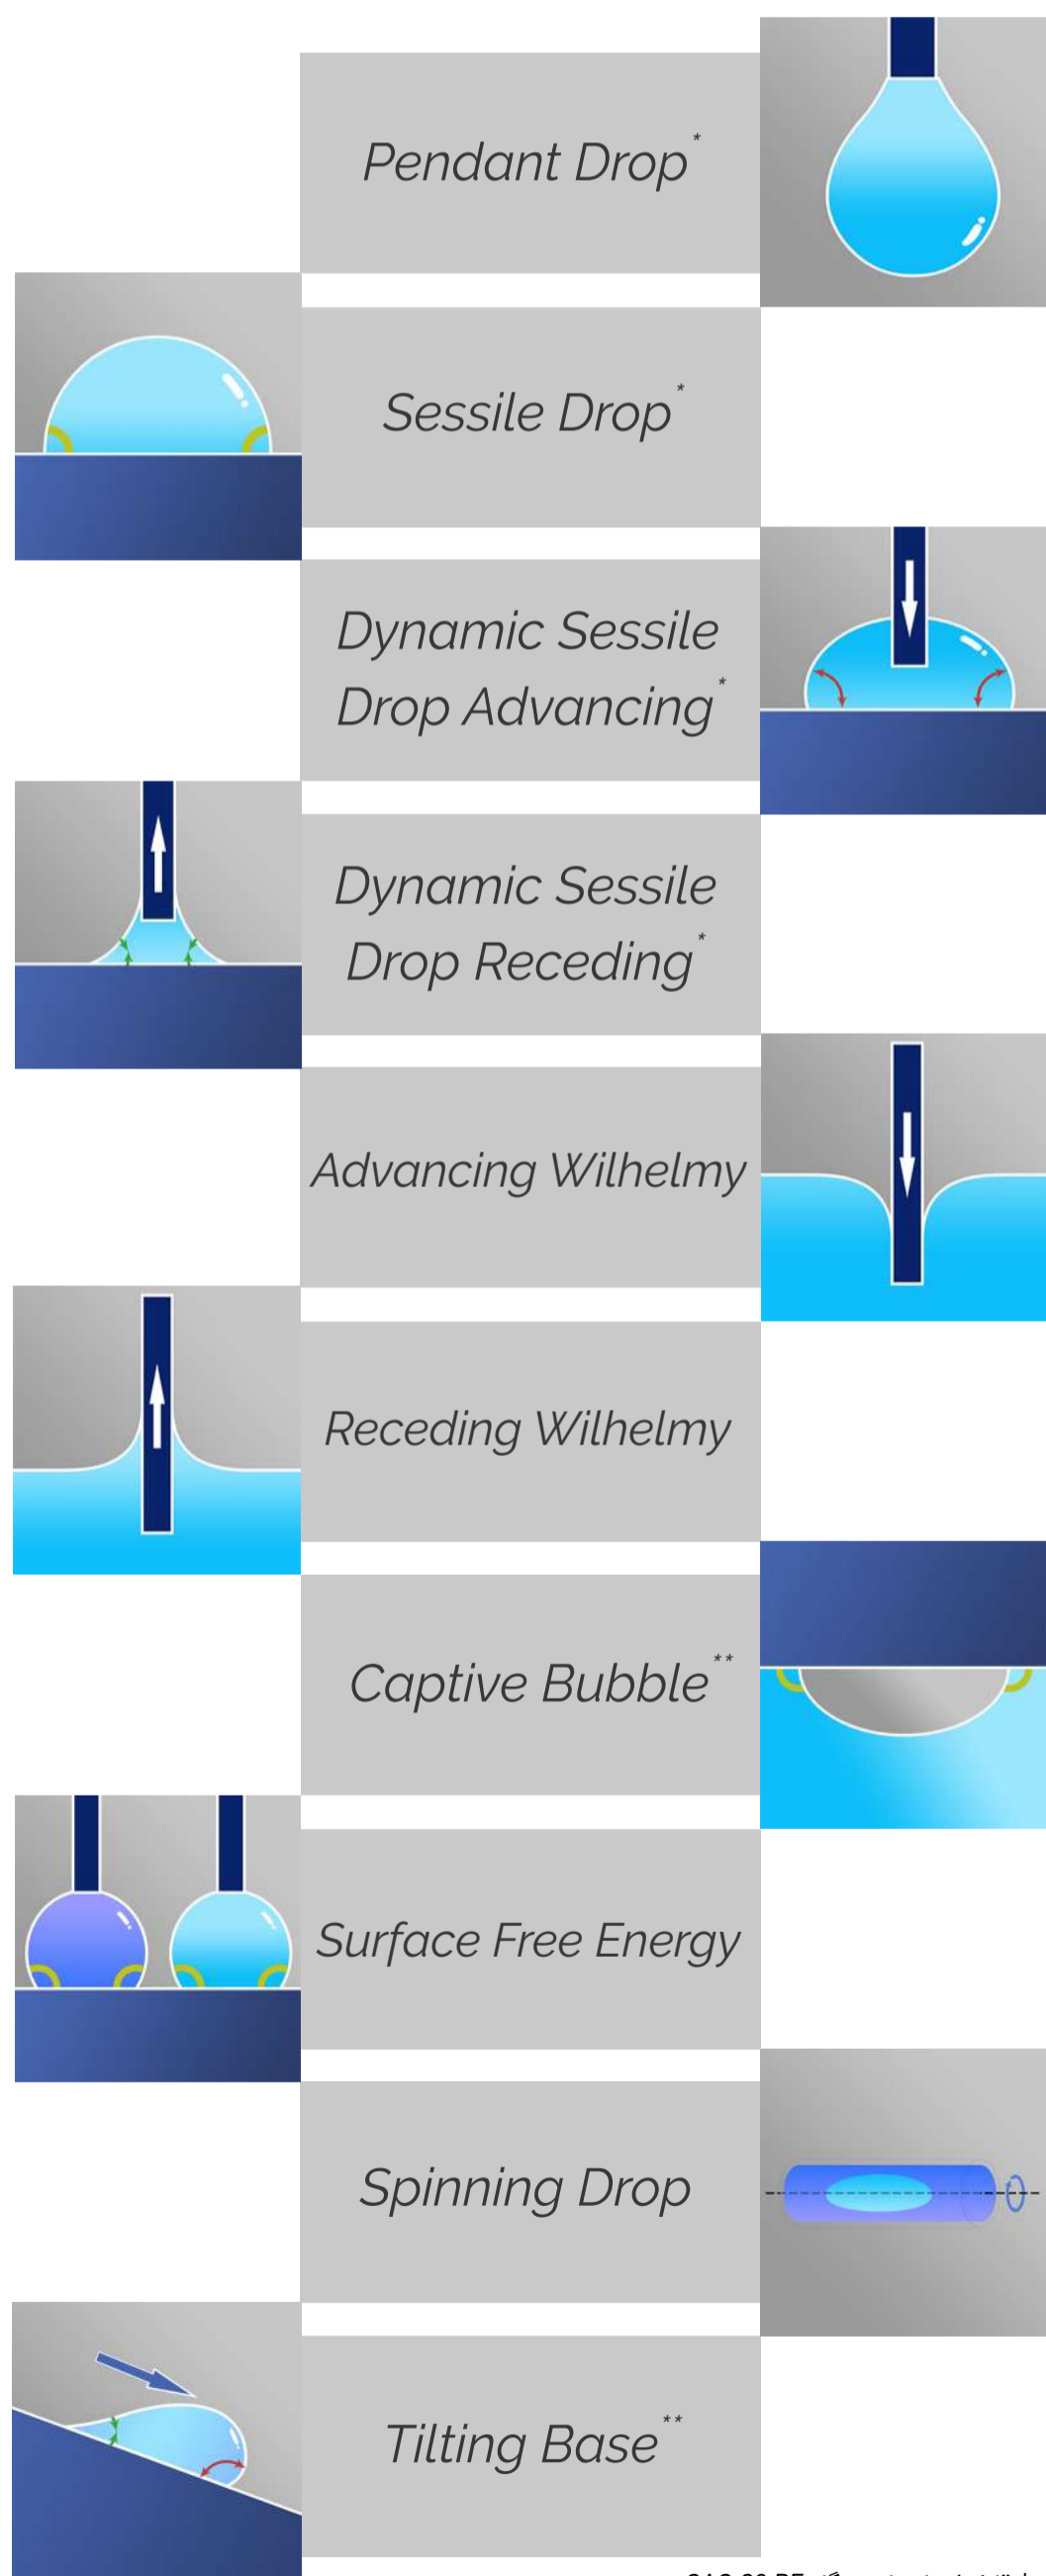 Pendant Drop*
Sessile Drop*
Dynamic Sessile
Drop Advancing*
Dynamic Sessile
Drop Receding*
Advancing Wilhelmy
Receding Wilhelmy
Captive Bubble**
Surface Free Energy
Spinning Drop
Tilting Base**